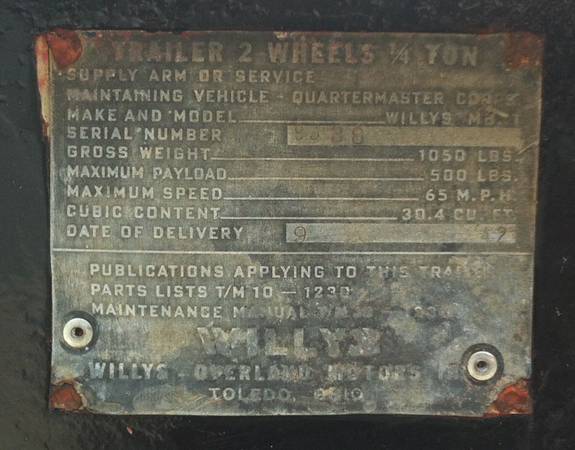 TRAILER 2 WHEELS 1/4 TON
SUPPLY ARM OR SERVICE
MAINTAINING VEHICLE - QUARTERMASTER CORPS
MAKE AND MODEL WILLYS MB-T
SERIAL NUMBER
GROSS WEIGHT 1050 LBS.
MAXIMUM PAYLOAD 500 LBS.
MAXIMUM SPEED 65 M.P.H.
CUBIC CONTENT 30.4 CU. FT.
DATE OF DELIVERY 9 42
PUBLICATIONS APPLYING TO THIS TRAILER
PARTS LISTS T/M 10 — 1230
MAINTENANCE MANUAL
WILLYS
WILLYS - OVERLAND MOTORS
TOLEDO, OHIO